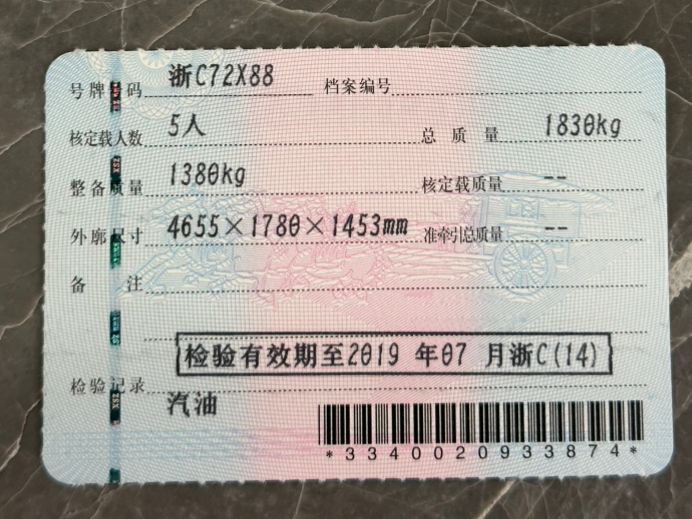 号牌号码 浙C72X88 档案编号
核定载人数 5人 总质量 1830kg
整备质量 1380kg 核定载质量 --
外廓尺寸 4655×1780×1453mm 准牵引总质量 --
备注
检验有效期至2019 年07 月浙C(14)
检验记录
汽油
*3340020933874*